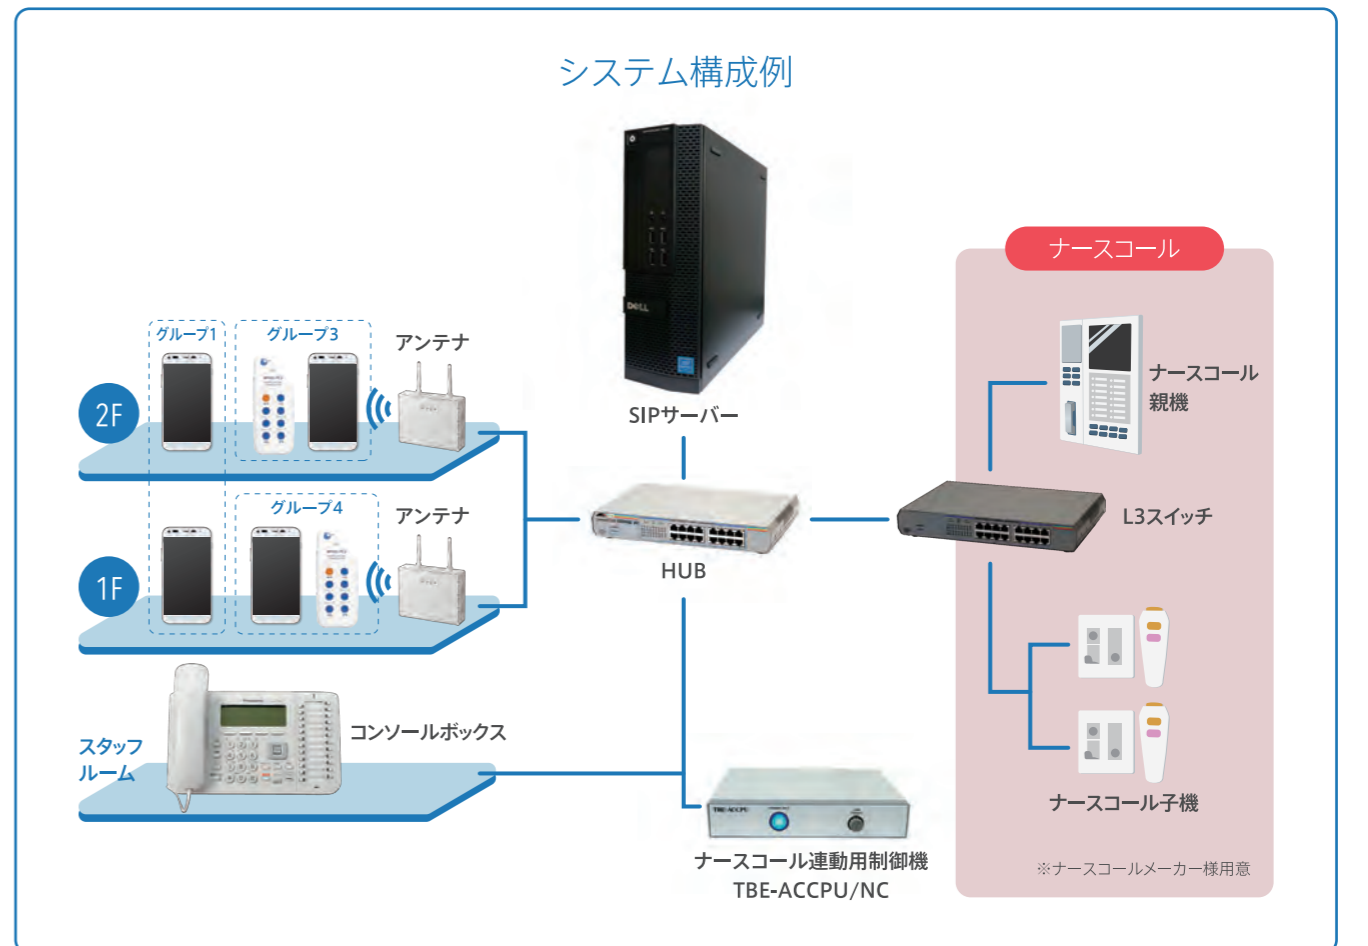 システム構成例
DELL
SIPサーバー
ナースコール
グループ1
グループ3
アンテナ
2F
グループ4
アンテナ
1F
HUB
ナースコール
親機
L3スイッチ
スタッフ
ルーム
Panasonic
コンソールボックス
TBE-ACCPU
ナースコール連動用制御機
TBE-ACCPU/NC
ナースコール子機
※ナースコールメーカー様用意